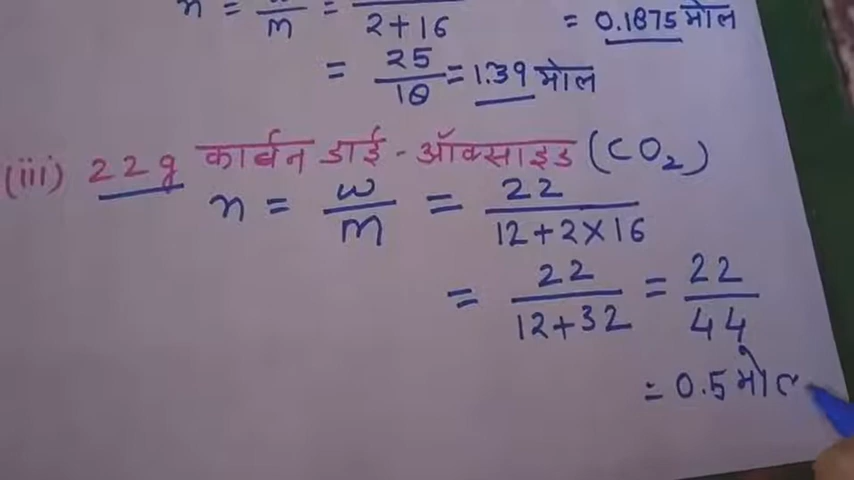 n = w/m = 2+16 = 0.1875 मोल
= 25/18 = 1.39 मोल
(iii) 22g कार्बन डाई-ऑक्साइड (CO₂)
n = w/m = 22/12+2×16
= 22/12+32 = 22/44
= 0.5 मोल